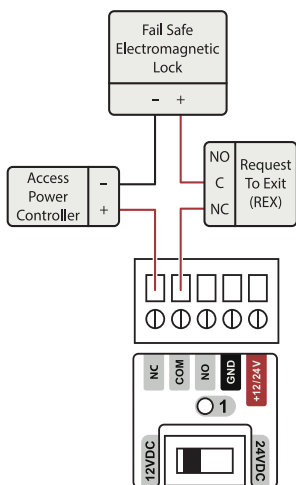 Fail Safe
Electromagnetic
Lock
– +
NO
C
NC
Request
To Exit
(REX)
Access
Power
Controller
–
+
NC
COM
NO
GND
+12/24V
1
12VDC
24VDC